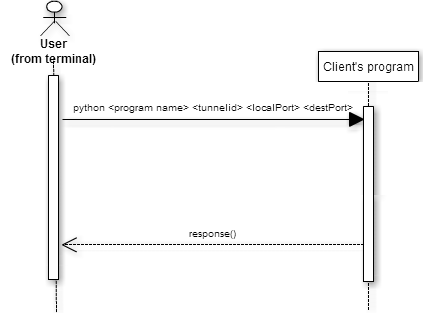 User
(from terminal)
Client's program
python <program name> <tunnelid> <localPort> <destPort>
response()